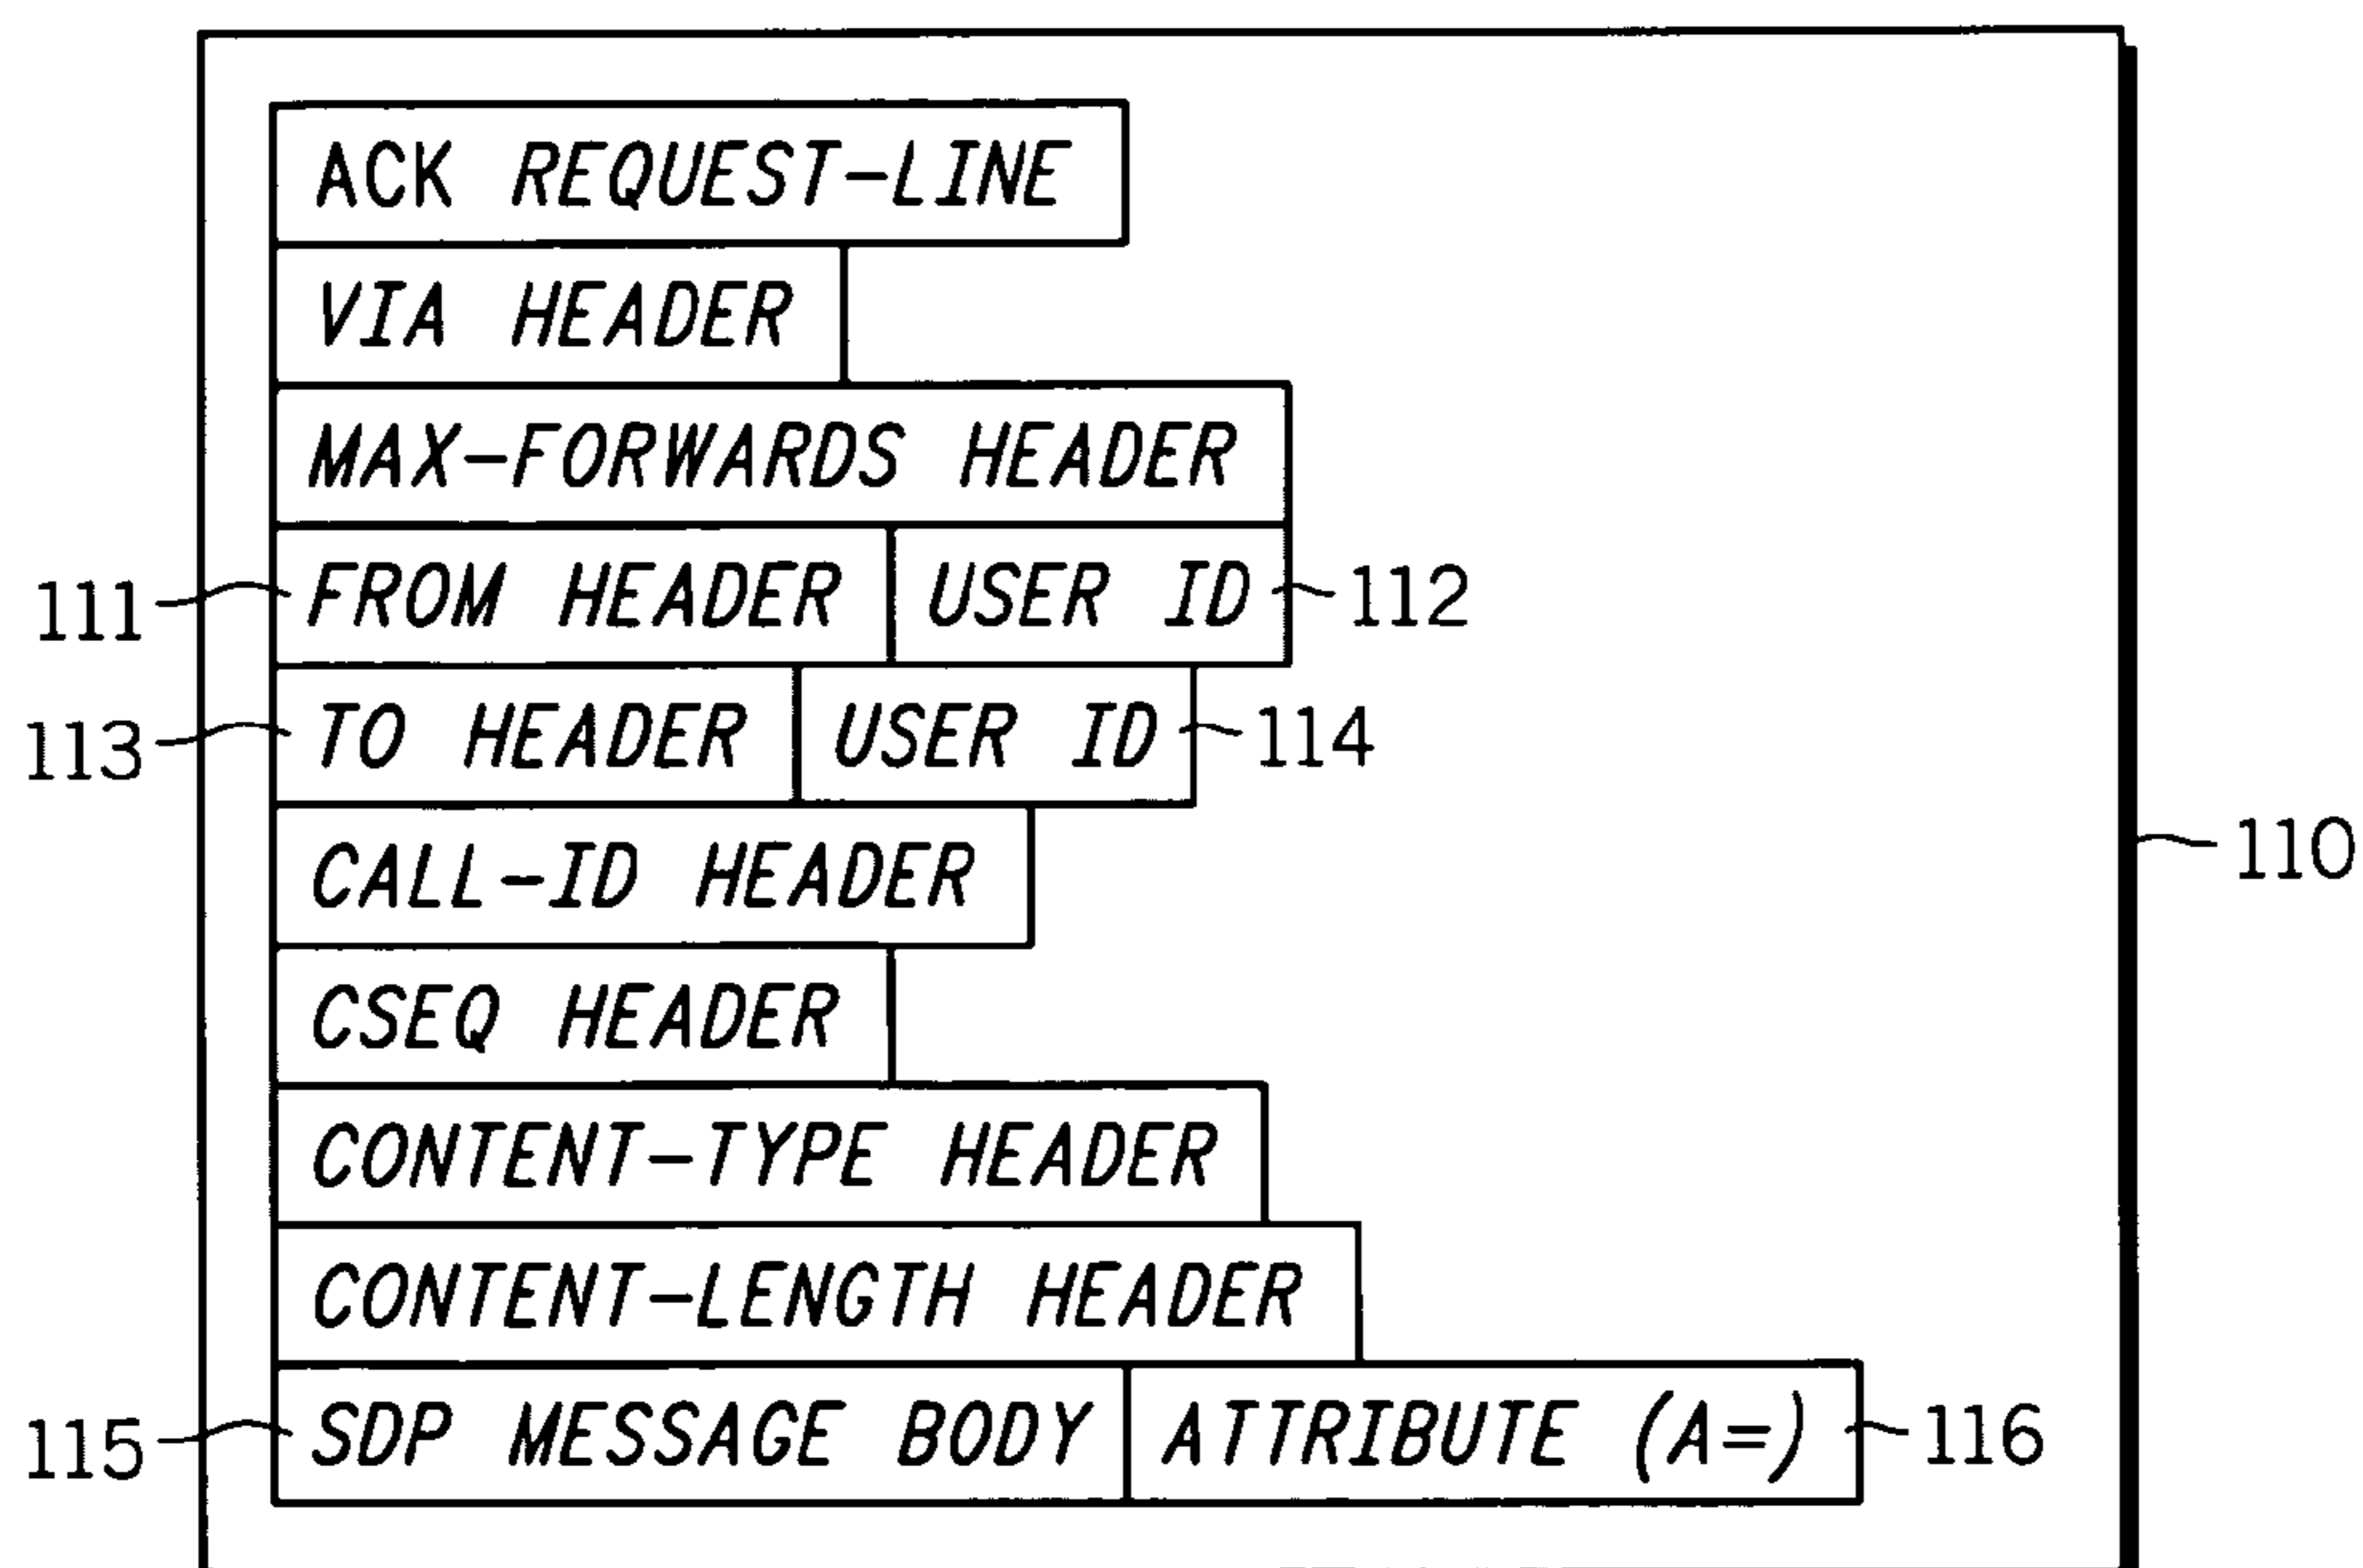 ACK REQUEST-LINE
VIA HEADER
MAX-FORWARDS HEADER
111 FROM HEADER USER ID 112
113 TO HEADER USER ID 114
110
CALL-ID HEADER
CSEQ HEADER
CONTENT-TYPE HEADER
CONTENT-LENGTH HEADER
115 SDP MESSAGE BODY ATTRIBUTE (A=) 116